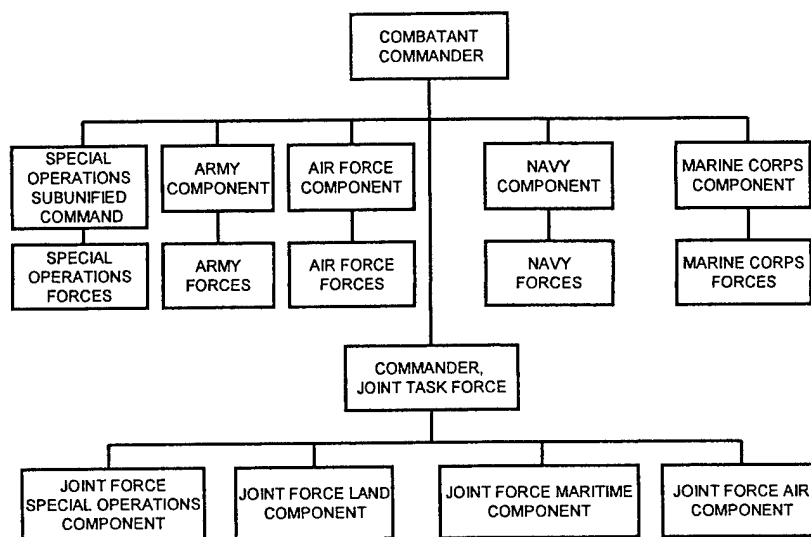 COMBATANT
COMMANDER
SPECIAL
OPERATIONS
SUBUNIFIED
COMMAND
ARMY
COMPONENT
AIR FORCE
COMPONENT
NAVY
COMPONENT
MARINE CORPS
COMPONENT
SPECIAL
OPERATIONS
FORCES
ARMY
FORCES
AIR FORCE
FORCES
NAVY
FORCES
MARINE CORPS
FORCES
COMMANDER,
JOINT TASK FORCE
JOINT FORCE
SPECIAL OPERATIONS
COMPONENT
JOINT FORCE LAND
COMPONENT
JOINT FORCE MARITIME
COMPONENT
JOINT FORCE AIR
COMPONENT